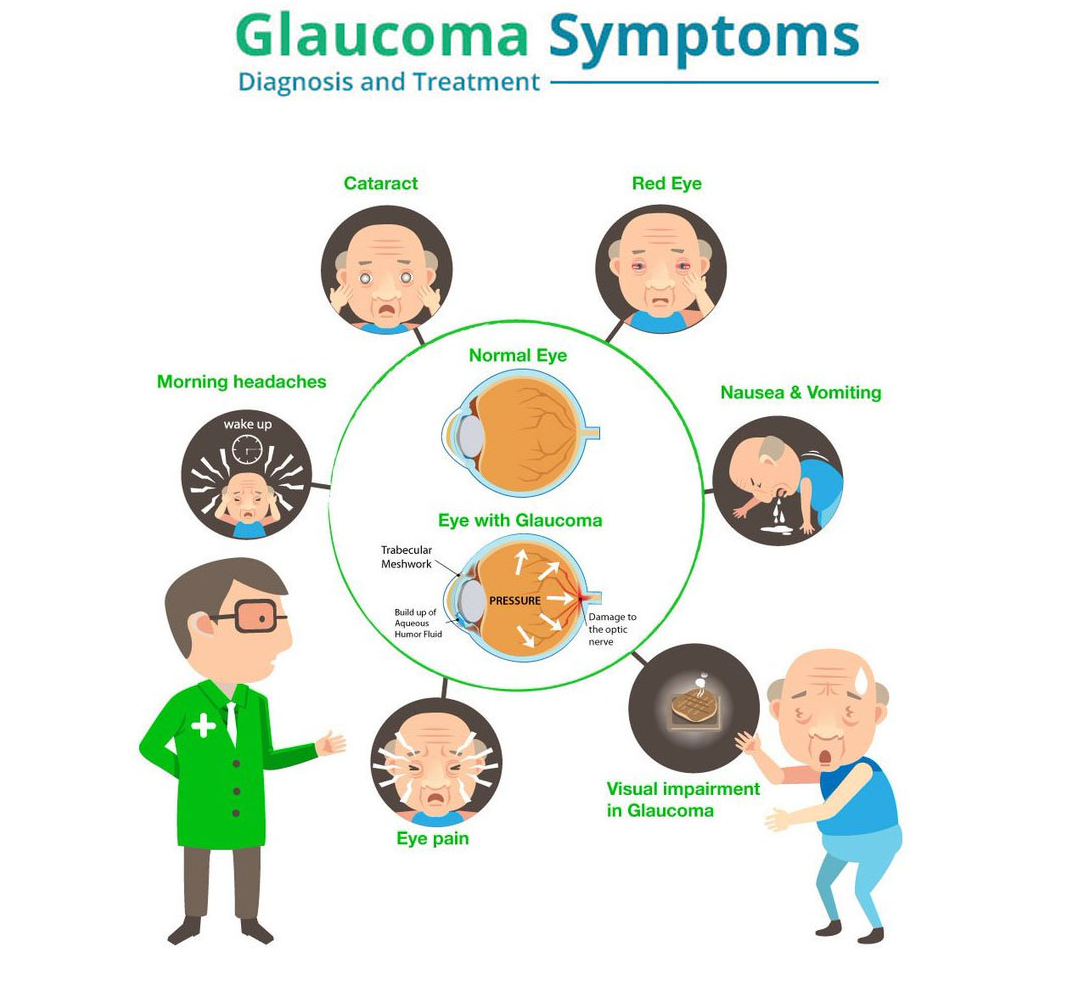 Glaucoma Symptoms
Diagnosis and Treatment
Cataract
Red Eye
Morning headaches
wake up
Nausea & Vomiting
Normal Eye
Eye with Glaucoma
Trabecular
Meshwork
PRESSURE
Build up of
Aqueous
Humor Fluid
Damage to
the optic
nerve
Eye pain
Visual impairment
in Glaucoma